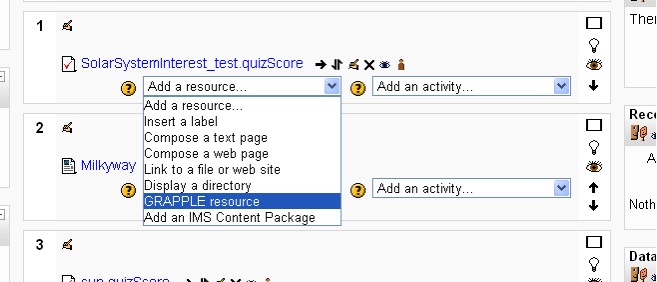 1
SolarSystemInterest_test.quizScore
Add a resource... Add an activity...
Add a resource...
Insert a label
Compose a text page
Compose a web page
Link to a file or web site
Display a directory
GRAPPLE resource
Add an IMS Content Package
2
Milkyway
Add an activity...
3
sun.quizScore
Ther
Rece
A
Noth
Data